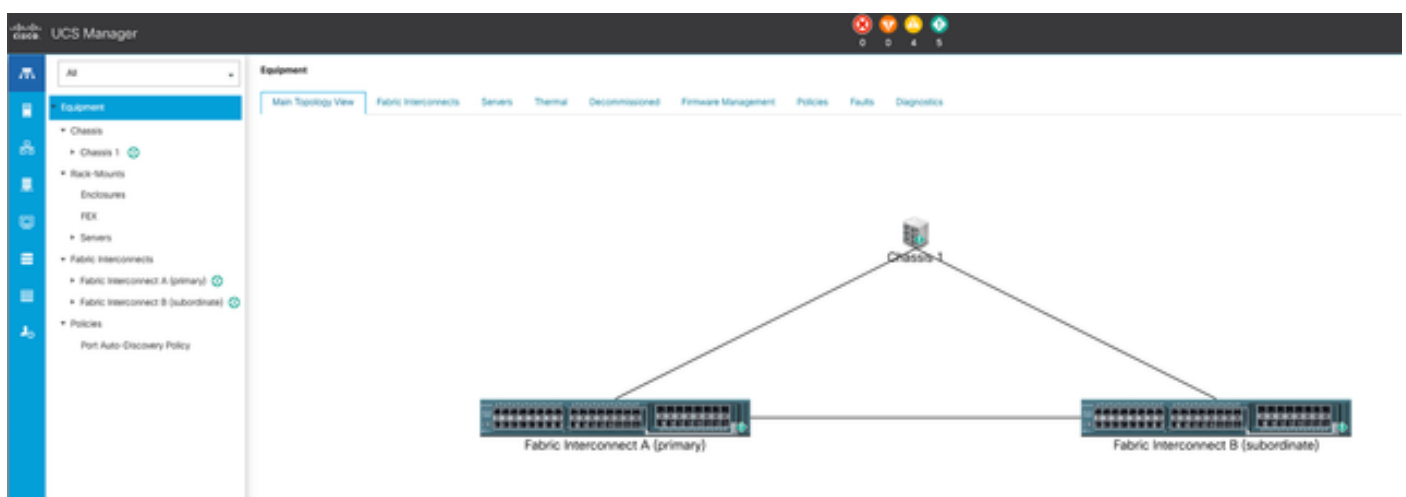 CISCO UCS Manager
0 0 4 5
All
Equipment
Chassis
Chassis 1
Rack-Mounts
Enclosures
FEX
Servers
Fabric Interconnects
Fabric Interconnect A (primary)
Fabric Interconnect B (subordinate)
Policies
Port Auto-Discovery Policy
Equipment
Main Topology View Fabric Interconnects Servers Thermal Decommissioned Firmware Management Policies Faults Diagnostics
Chassis 1
Fabric Interconnect A (primary) Fabric Interconnect B (subordinate)